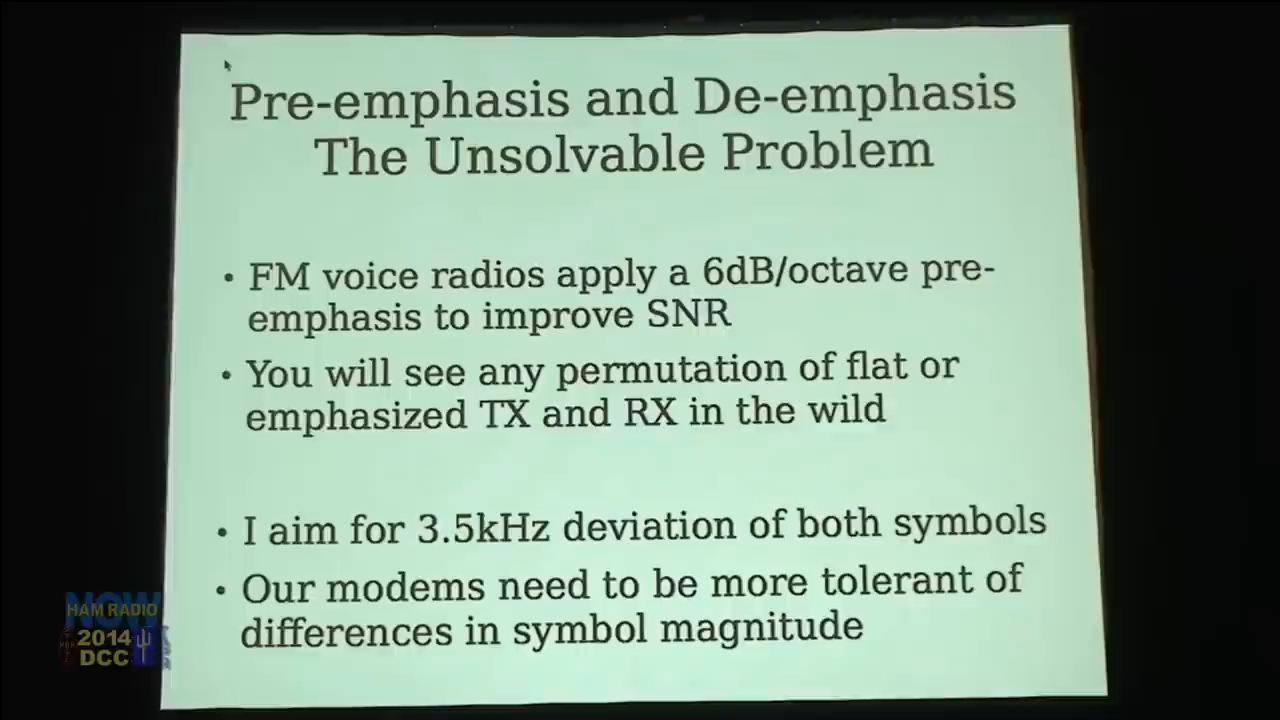 Pre-emphasis and De-emphasis
The Unsolvable Problem
• FM voice radios apply a 6dB/octave pre-
emphasis to improve SNR
• You will see any permutation of flat or
emphasized TX and RX in the wild
• I aim for 3.5kHz deviation of both symbols
• Our modems need to be more tolerant of
differences in symbol magnitude
NOW
HAM RADIO
2014
DCC